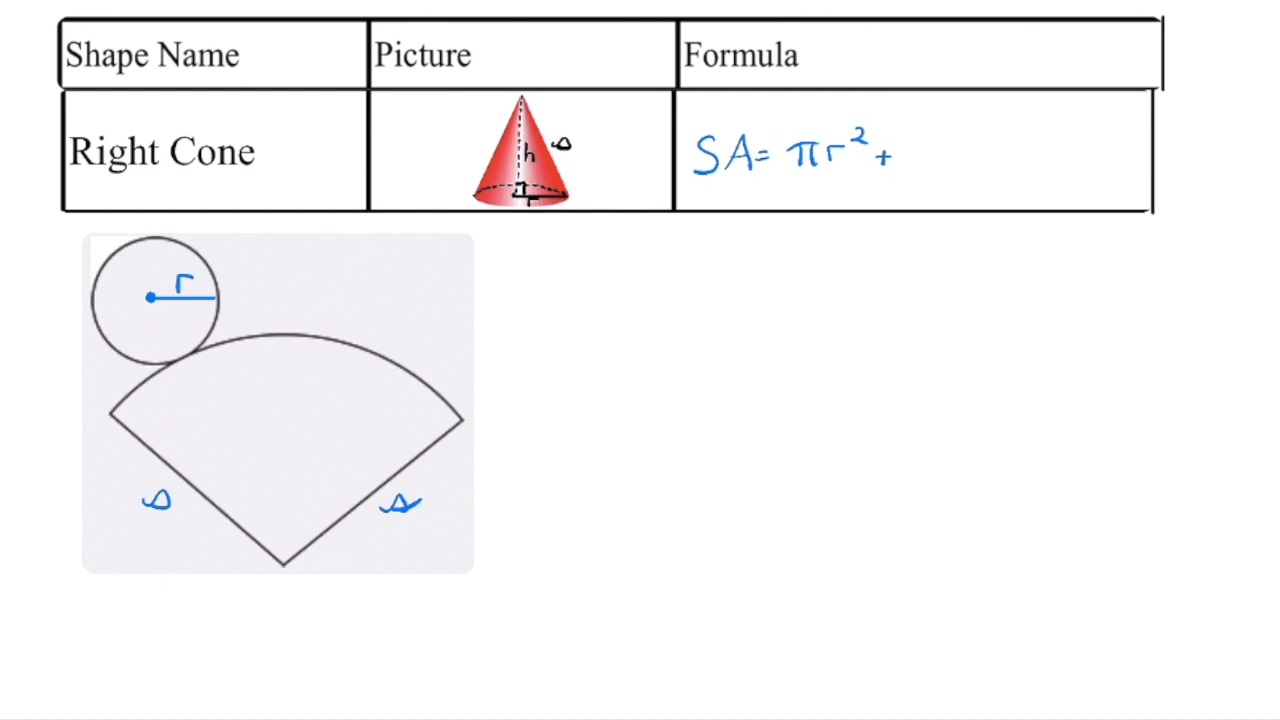 Shape Name Picture Formula
Right Cone h s r SA = πr² +
r
s s